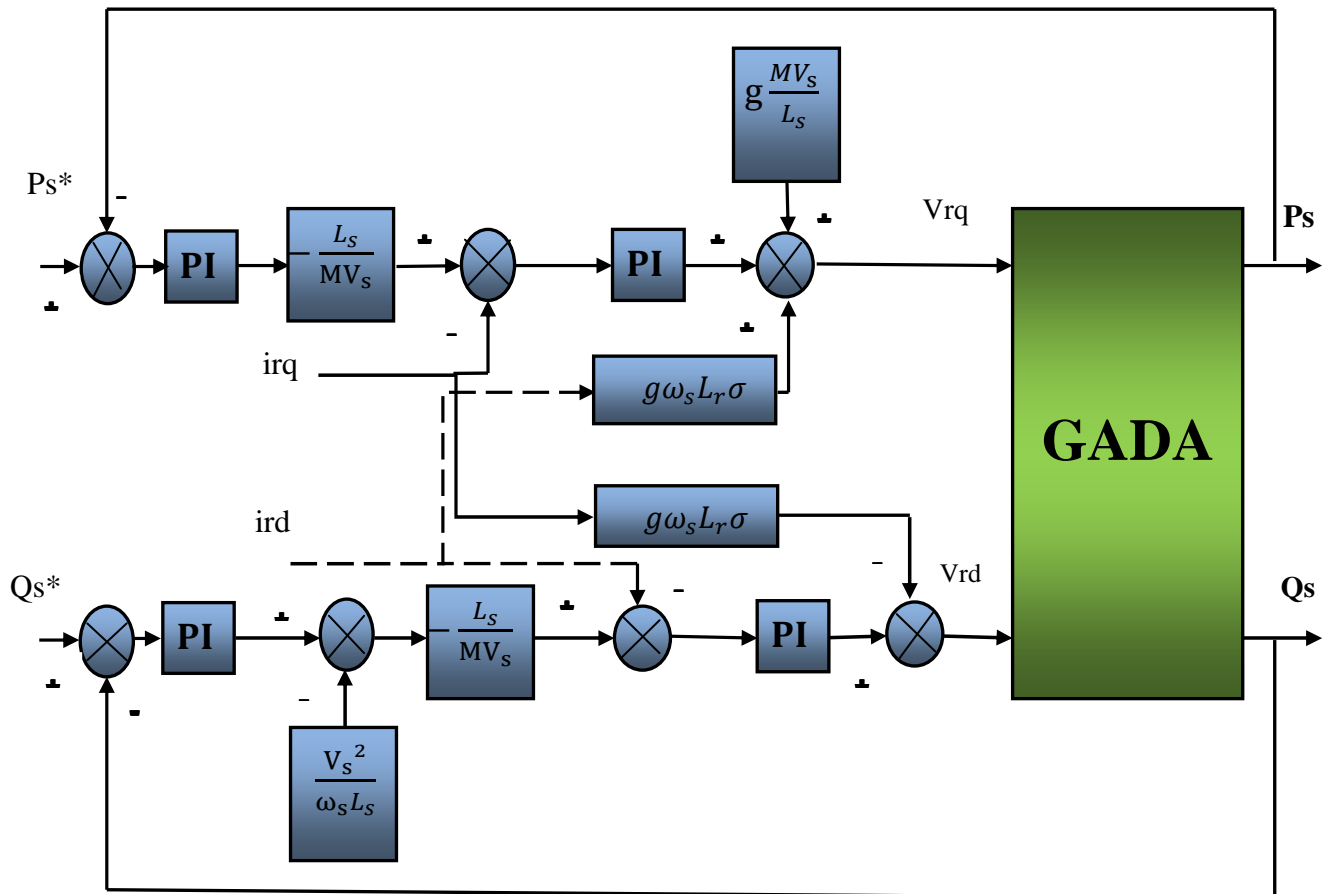 g MVs/Ls
Ps*
-
+
PI
− Ls/MVs
+
-
PI
+
+
+
Vrq
Ps
irq
gωsLrσ
GADA
gωsLrσ
ird
Qs*
+
-
PI
+
-
− Ls/MVs
+
-
PI
+
-
Vrd
Qs
Vs²/ωsLs